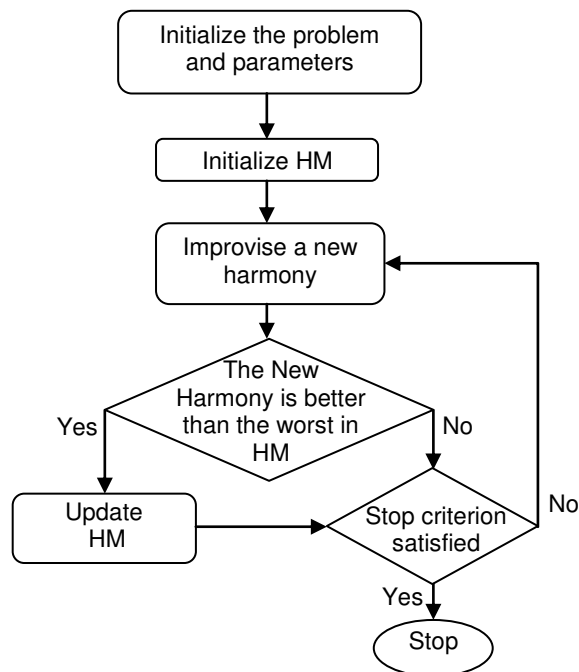 Initialize the problem
and parameters
Initialize HM
Improvise a new
harmony
The New
Harmony is better
than the worst in
HM
Yes
No
Update
HM
Stop criterion
satisfied
No
Yes
Stop